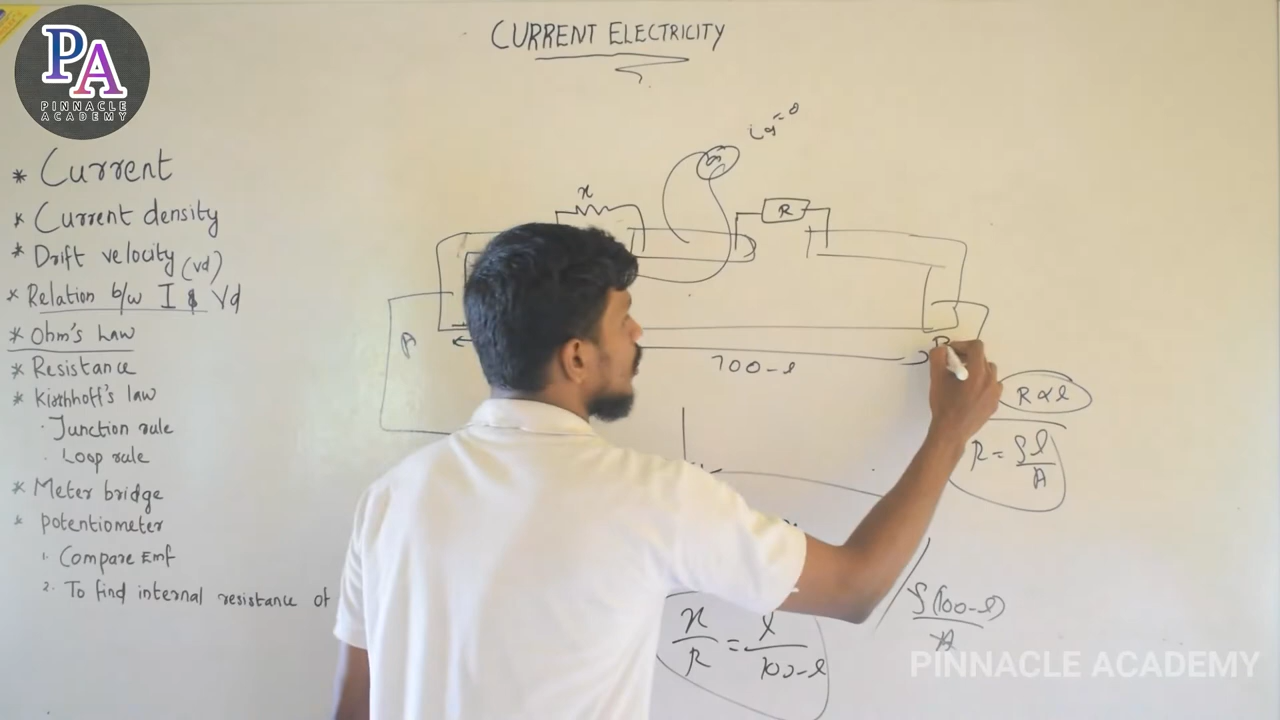 PA
PINNACLE
ACADEMY
CURRENT ELECTRICITY
* Current
* Current density
* Drift velocity (vd)
* Relation b/w I & Vd
* Ohm's Law
* Resistance
* Kirchhoff's law
· Junction rule
· Loop rule
* Meter bridge
* potentiometer
1. Compare Emf
2. To find internal resistance of
ig=0
G
x
R
A
B
100-l
R ∝ l
R = ρl/A
ρ(100-l)/A
x/R = l/100-l
PINNACLE ACADEMY